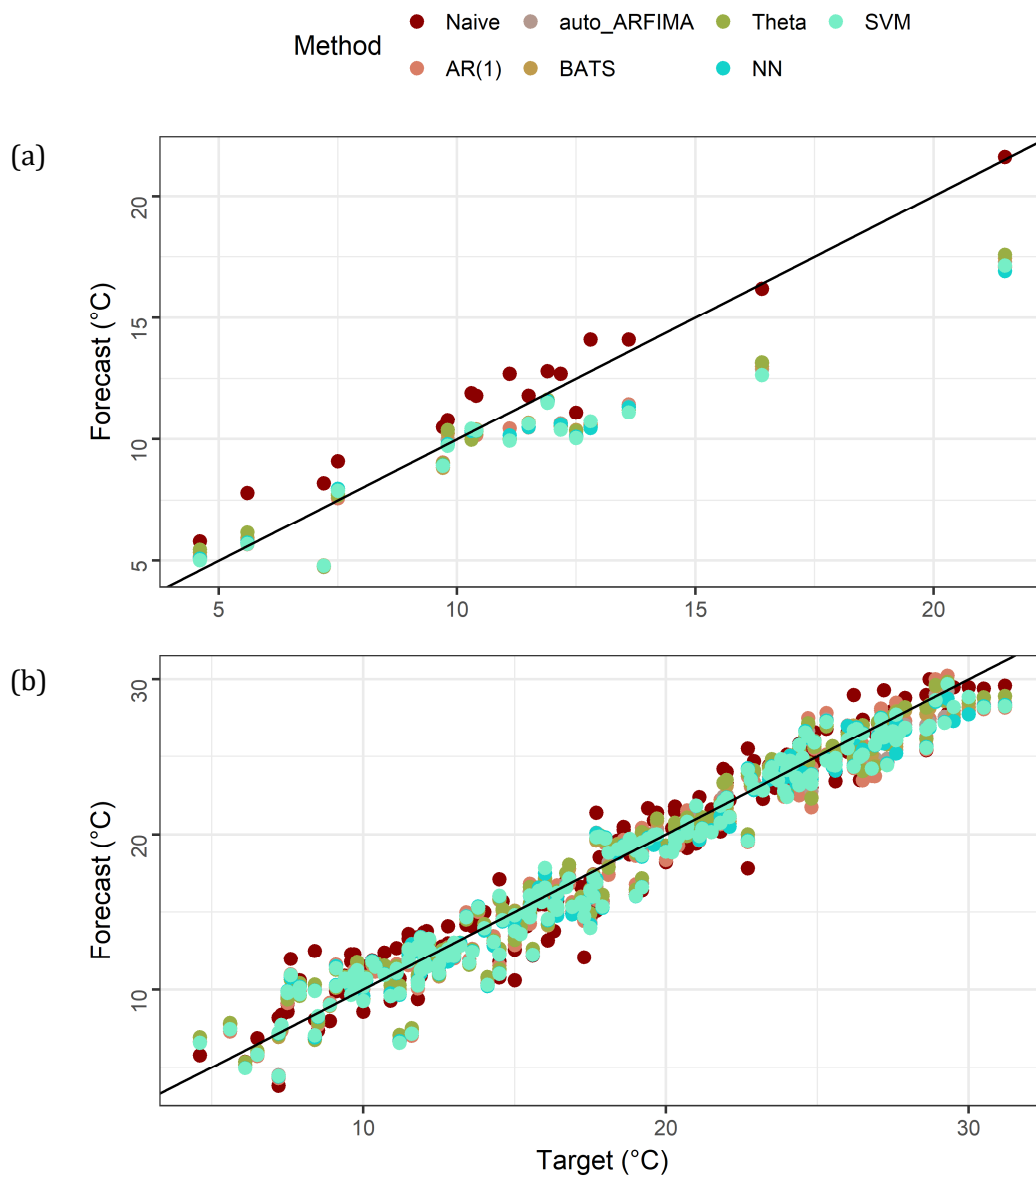 Method
Naive auto_ARFIMA Theta SVM
AR(1) BATS NN
(a)
Forecast (°C)
20
15
10
5
5 10 15 20
(b)
Forecast (°C)
30
20
10
10 20 30
Target (°C)